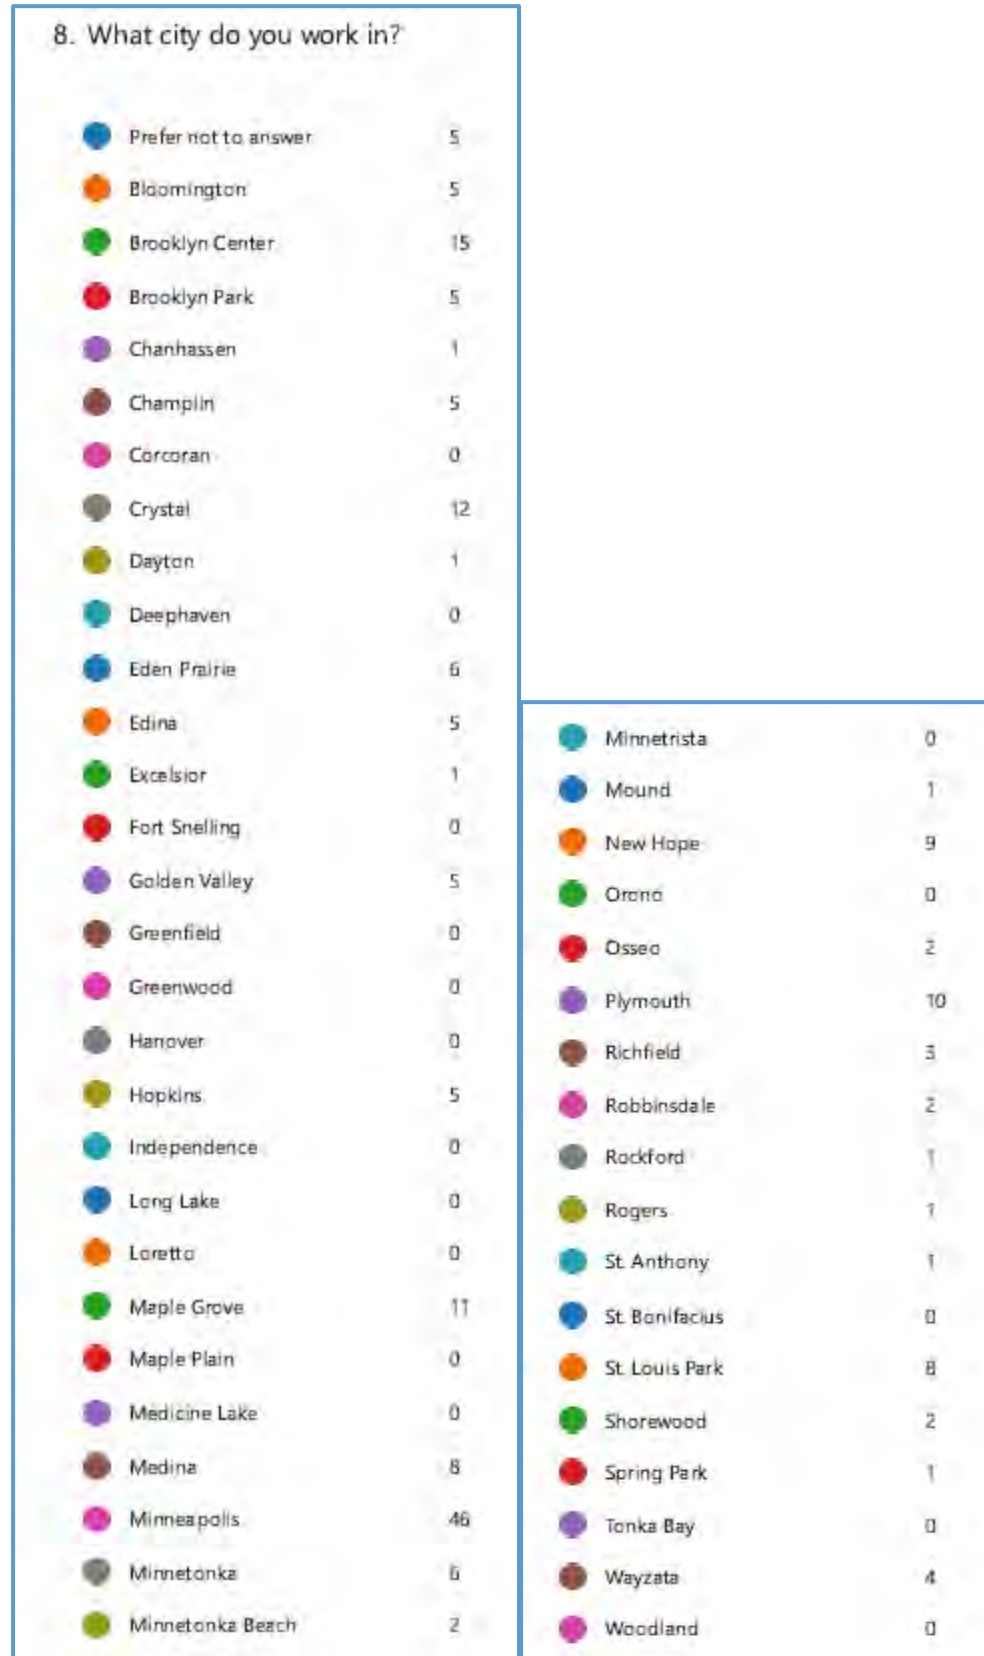 8. What city do you work in?
Prefer not to answer 5
Bloomington 5
Brooklyn Center 15
Brooklyn Park 5
Chanhassen 1
Champlin 5
Corcoran 0
Crystal 12
Dayton 1
Deephaven 0
Eden Prairie 6
Edina 5
Excelsior 1
Fort Snelling 0
Golden Valley 5
Greenfield 0
Greenwood 0
Hanover 0
Hopkins 5
Independence 0
Long Lake 0
Loretto 0
Maple Grove 11
Maple Plain 0
Medicine Lake 0
Medina 8
Minneapolis 46
Minnetonka 6
Minnetonka Beach 2
Minnetrista 0
Mound 1
New Hope 9
Orono 0
Osseo 2
Plymouth 10
Richfield 3
Robbinsdale 2
Rockford 1
Rogers 1
St. Anthony 1
St. Bonifacius 0
St. Louis Park 8
Shorewood 2
Spring Park 1
Tonka Bay 0
Wayzata 4
Woodland 0